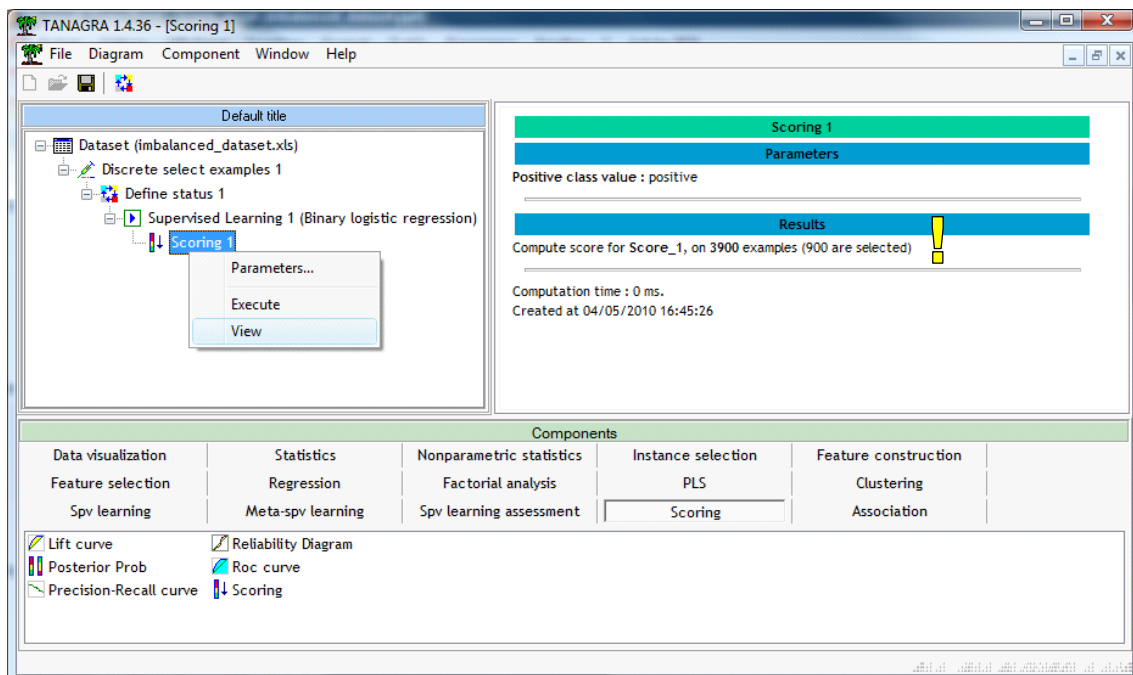 TANAGRA 1.4.36 - [Scoring 1]
File Diagram Component Window Help
Default title
Dataset (imbalanced_dataset.xls)
Discrete select examples 1
Define status 1
Supervised Learning 1 (Binary logistic regression)
Scoring 1
Parameters...
Execute
View
Scoring 1
Parameters
Positive class value : positive
Results
Compute score for Score_1, on 3900 examples (900 are selected)
!
Computation time : 0 ms.
Created at 04/05/2010 16:45:26
Components
Data visualization Statistics Nonparametric statistics Instance selection Feature construction
Feature selection Regression Factorial analysis PLS Clustering
Spv learning Meta-spv learning Spv learning assessment Scoring Association
Lift curve Reliability Diagram
Posterior Prob Roc curve
Precision-Recall curve Scoring